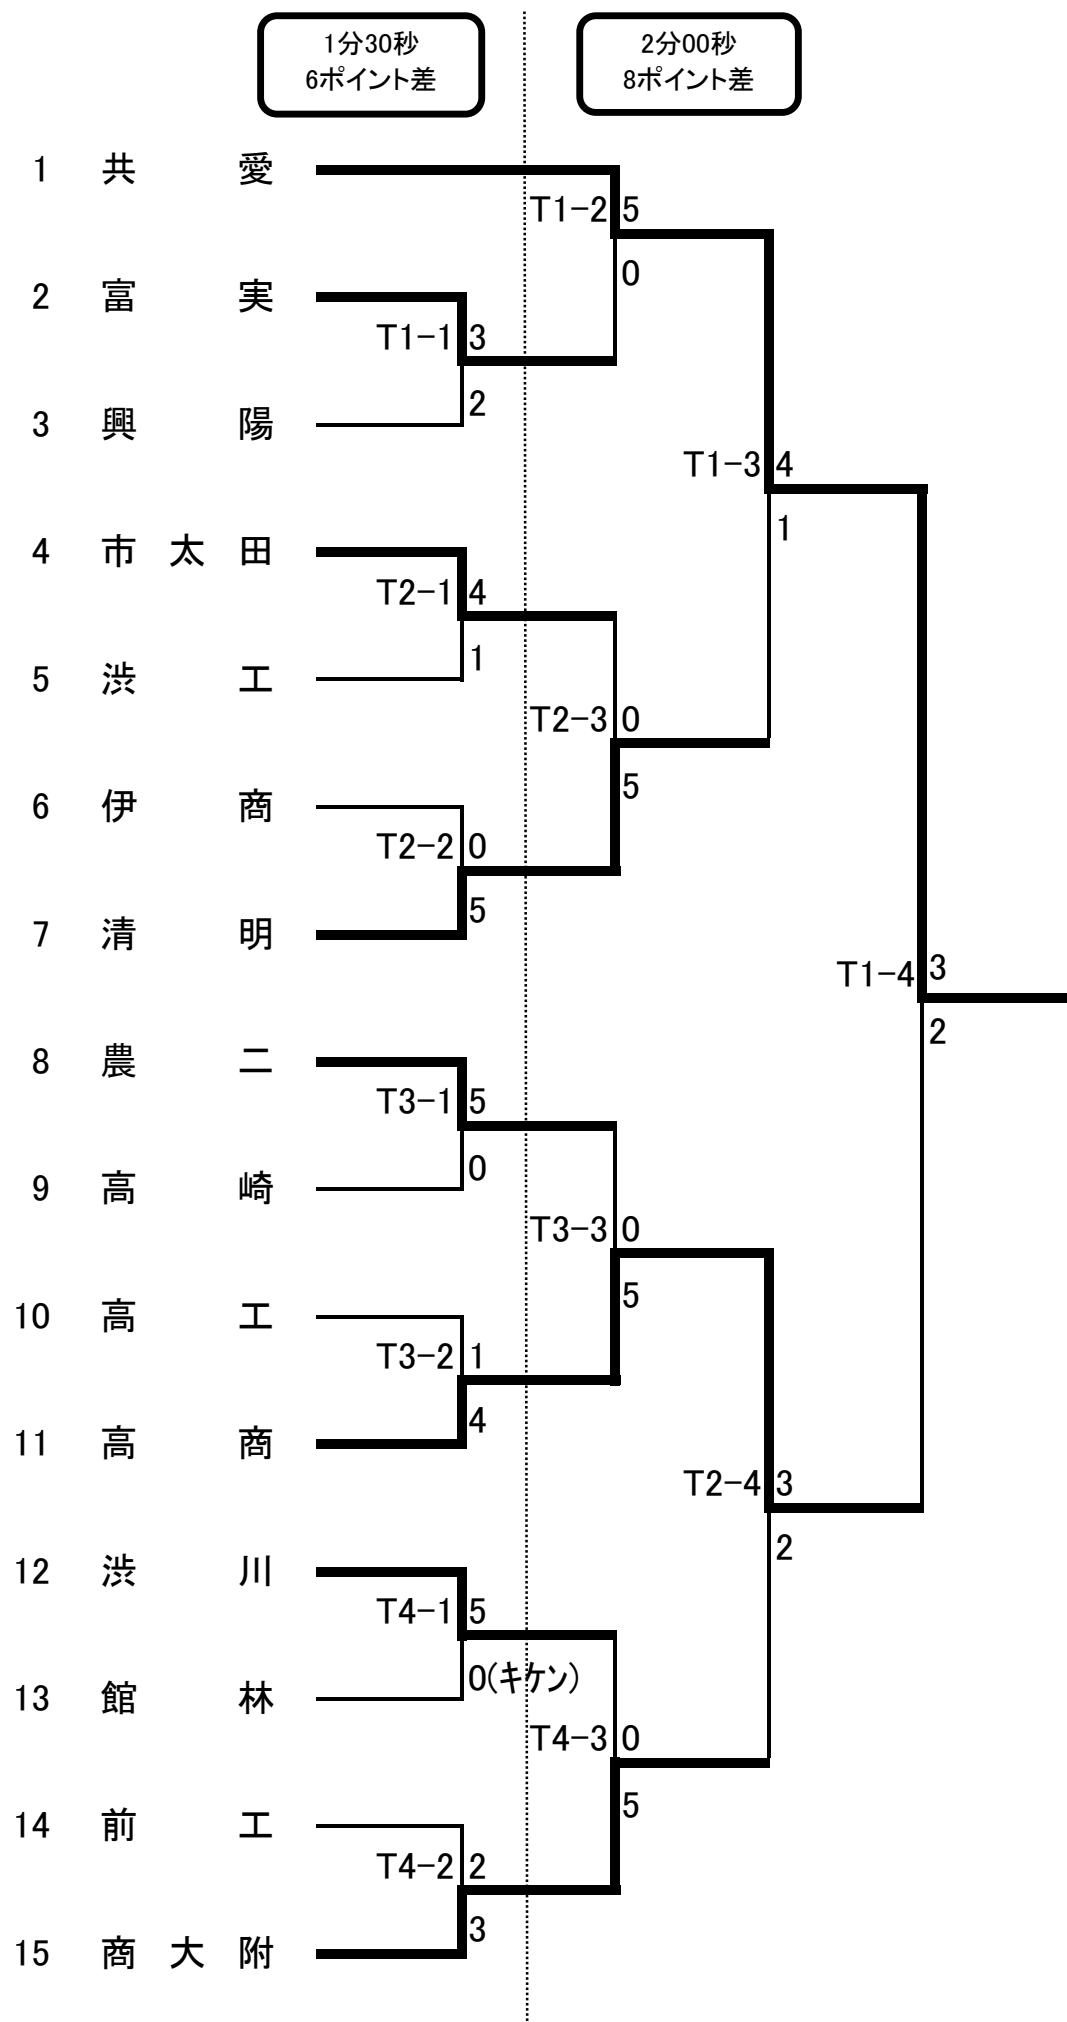 1分30秒
6ポイント差
2分00秒
8ポイント差
1 共 愛
T1-2 5
0
2 富 実
T1-1 3
2
3 興 陽
T1-3 4
1
4 市 太 田
T2-1 4
1
5 渋 工
T2-3 0
5
6 伊 商
T2-2 0
5
7 清 明
T1-4 3
2
8 農 二
T3-1 5
0
9 高 崎
T3-3 0
5
10 高 工
T3-2 1
4
11 高 商
T2-4 3
2
12 渋 川
T4-1 5
0(キケン)
13 館 林
T4-3 0
5
14 前 工
T4-2 2
3
15 商 大 附